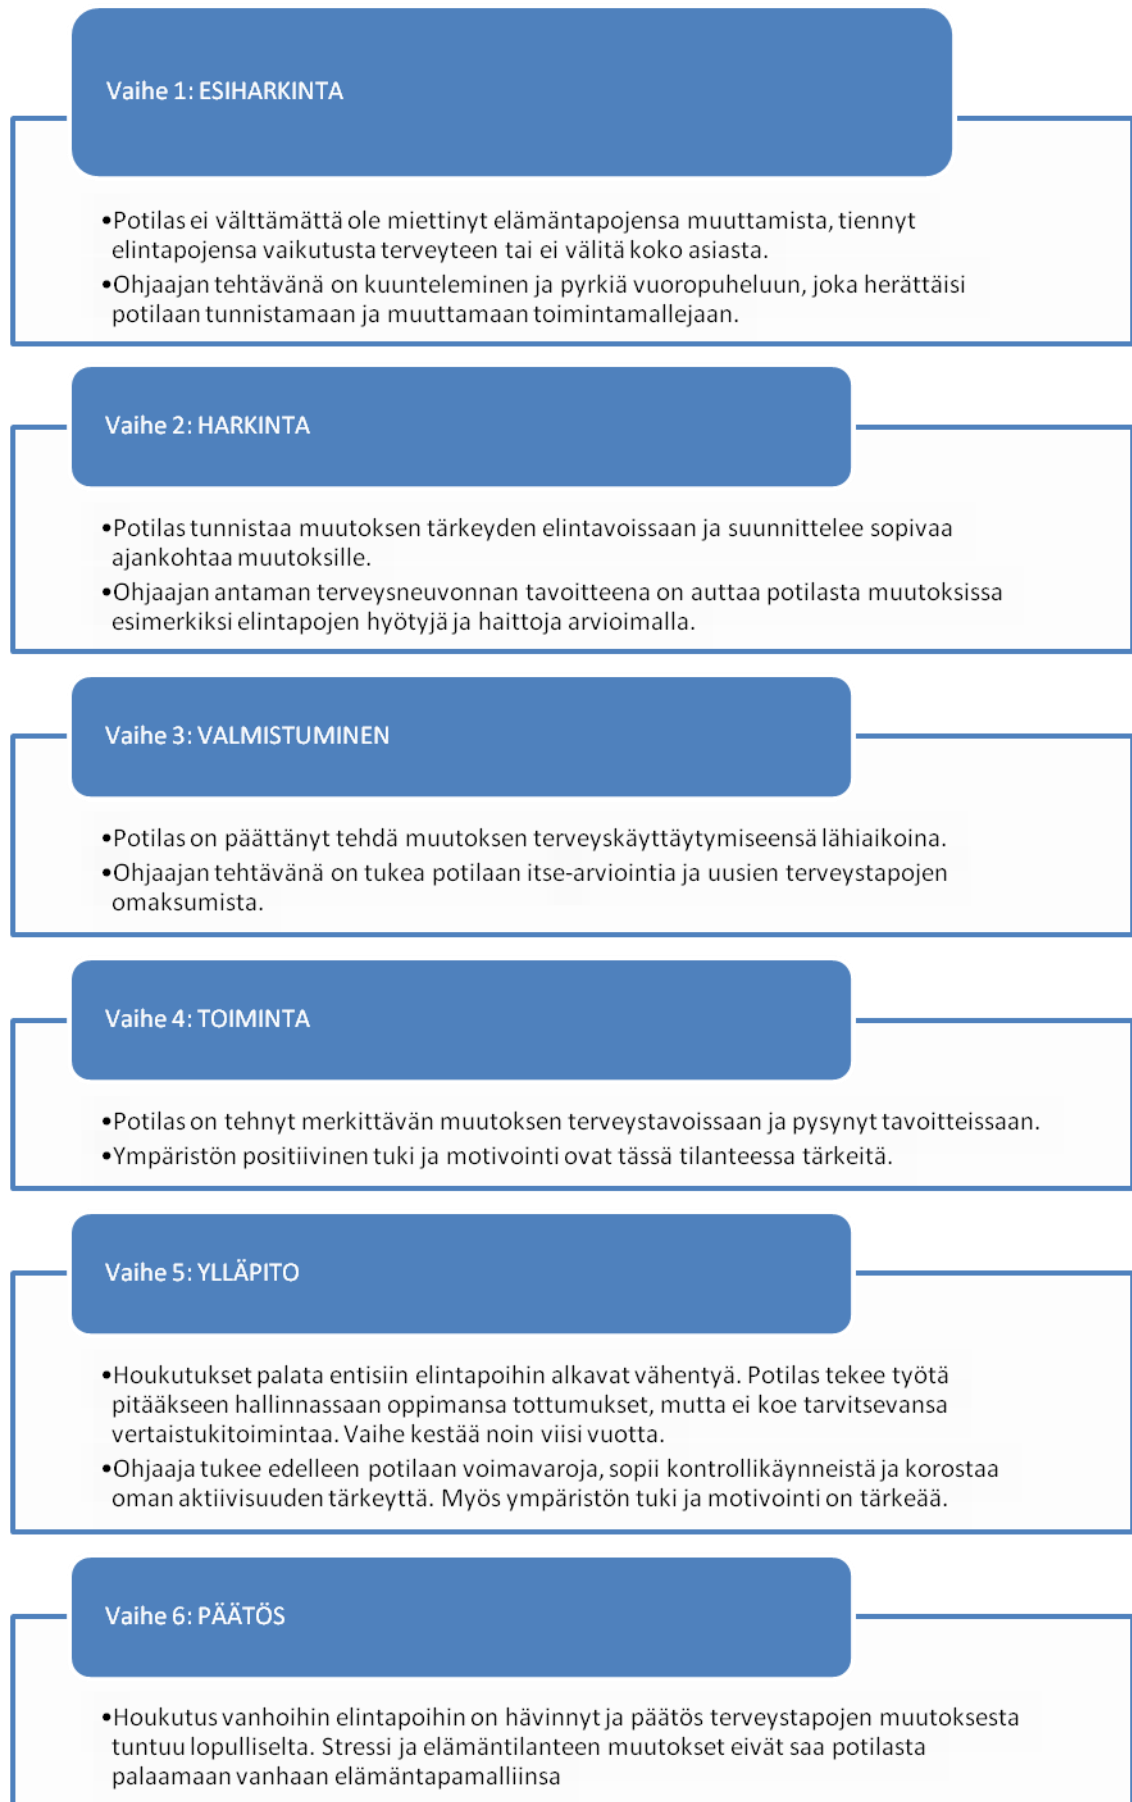 Vaihe 1: ESIHARKINTA
•Potilas ei välttämättä ole miettinyt elämäntapojensa muuttamista, tiennyt
elintapojensa vaikutusta terveyteen tai ei välitä koko asiasta.
•Ohjaajan tehtävänä on kuunteleminen ja pyrkiä vuoropuheluun, joka herättäisi
potilaan tunnistamaan ja muuttamaan toimintamallejaan.
Vaihe 2: HARKINTA
•Potilas tunnistaa muutoksen tärkeyden elintavoissaan ja suunnittelee sopivaa
ajankohtaa muutoksille.
•Ohjaajan antaman terveysneuvonnan tavoitteena on auttaa potilasta muutoksissa
esimerkiksi elintapojen hyötyjä ja haittoja arvioimalla.
Vaihe 3: VALMISTUMINEN
•Potilas on päättänyt tehdä muutoksen terveyskäyttäytymiseensä lähiaikoina.
•Ohjaajan tehtävänä on tukea potilaan itse-arviointia ja uusien terveystapojen
omaksumista.
Vaihe 4: TOIMINTA
•Potilas on tehnyt merkittävän muutoksen terveystavoissaan ja pysynyt tavoitteissaan.
•Ympäristön positiivinen tuki ja motivointi ovat tässä tilanteessa tärkeitä.
Vaihe 5: YLLÄPITO
•Houkutukset palata entisiin elintapoihin alkavat vähentyä. Potilas tekee työtä
pitääkseen hallinnassaan oppimansa tottumukset, mutta ei koe tarvitsevansa
vertaistukitoimintaa. Vaihe kestää noin viisi vuotta.
•Ohjaaja tukee edelleen potilaan voimavaroja, sopii kontrollikäynneistä ja korostaa
oman aktiivisuuden tärkeyttä. Myös ympäristön tuki ja motivointi on tärkeää.
Vaihe 6: PÄÄTÖS
•Houkutus vanhoihin elintapoihin on hävinnyt ja päätös terveystapojen muutoksesta
tuntuu lopulliselta. Stressi ja elämäntilanteen muutokset eivät saa potilasta
palaamaan vanhaan elämäntapamalliinsa